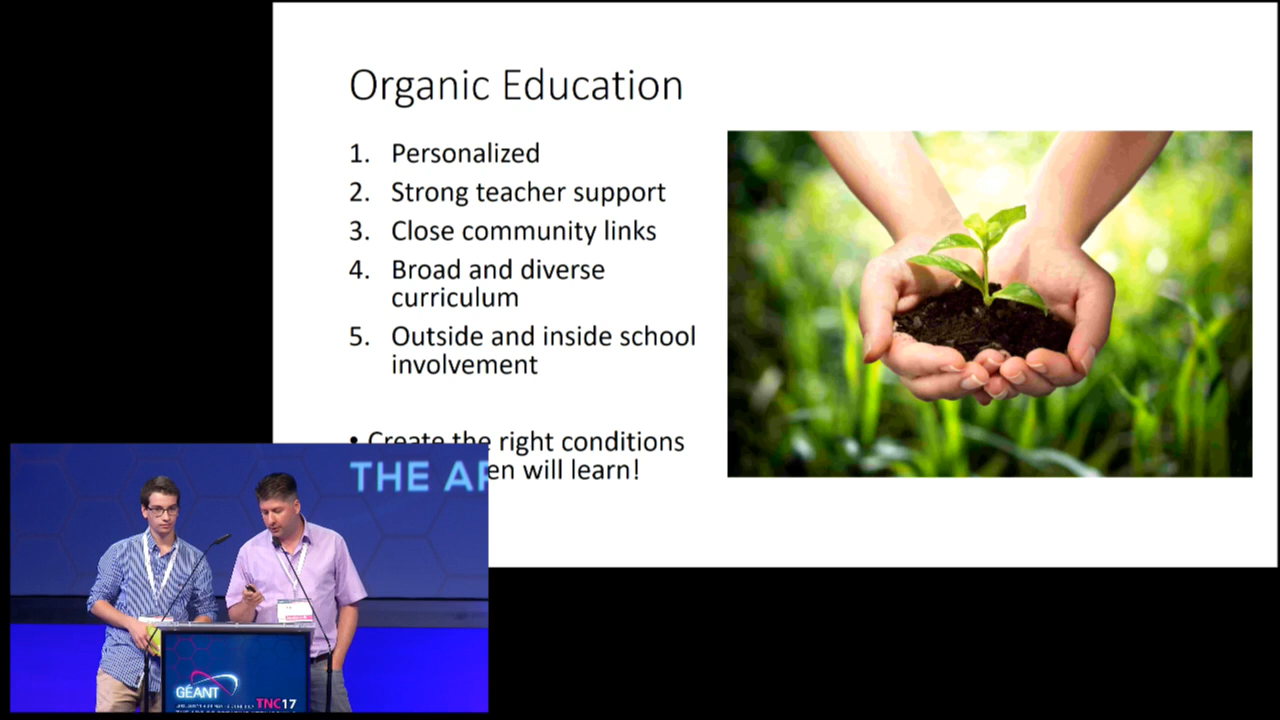 Organic Education
1. Personalized
2. Strong teacher support
3. Close community links
4. Broad and diverse
curriculum
5. Outside and inside school
involvement
• Create the right conditions
en will learn!
THE AR
GÉANT
TNC17